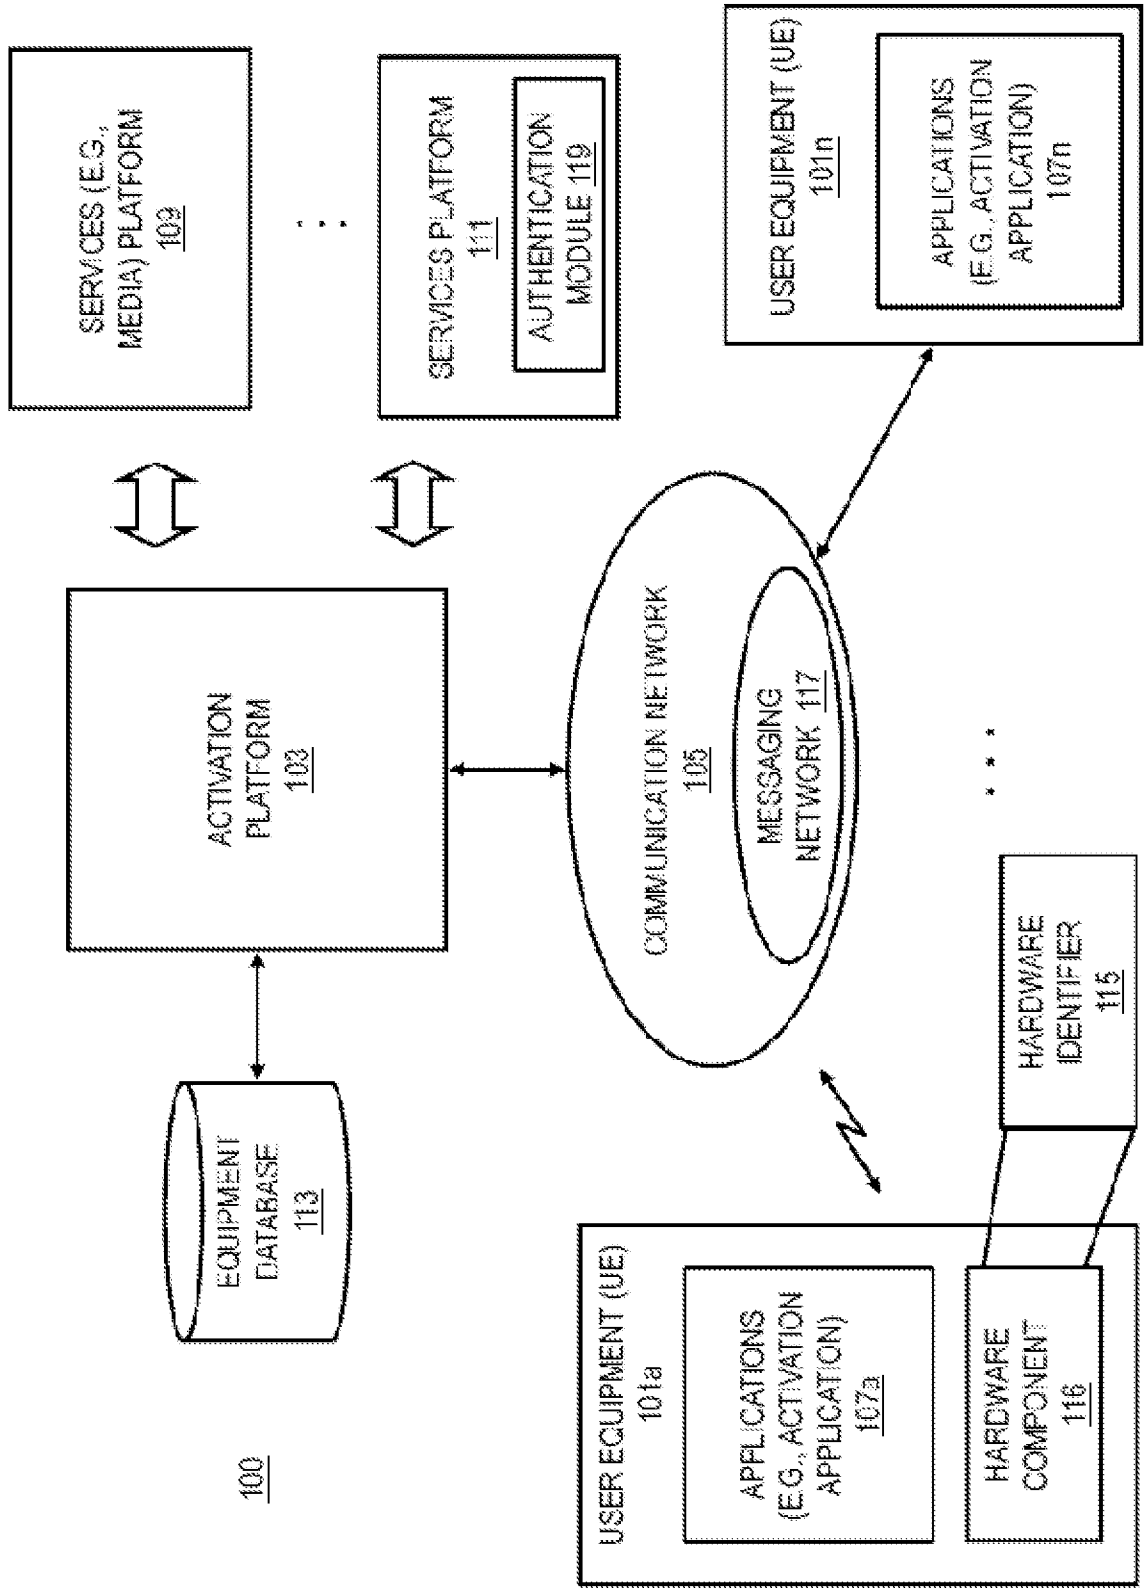 100
EQUIPMENT
DATABASE
113
ACTIVATION
PLATFORM
103
SERVICES (E.G.,
MEDIA) PLATFORM
109
SERVICES PLATFORM
111
AUTHENTICATION
MODULE 119
COMMUNICATION NETWORK
105
MESSAGING
NETWORK 117
USER EQUIPMENT (UE)
101a
APPLICATIONS
(E.G., ACTIVATION
APPLICATION)
107a
HARDWARE
COMPONENT
116
HARDWARE
IDENTIFIER
115
USER EQUIPMENT (UE)
101n
APPLICATIONS
(E.G., ACTIVATION
APPLICATION)
107n